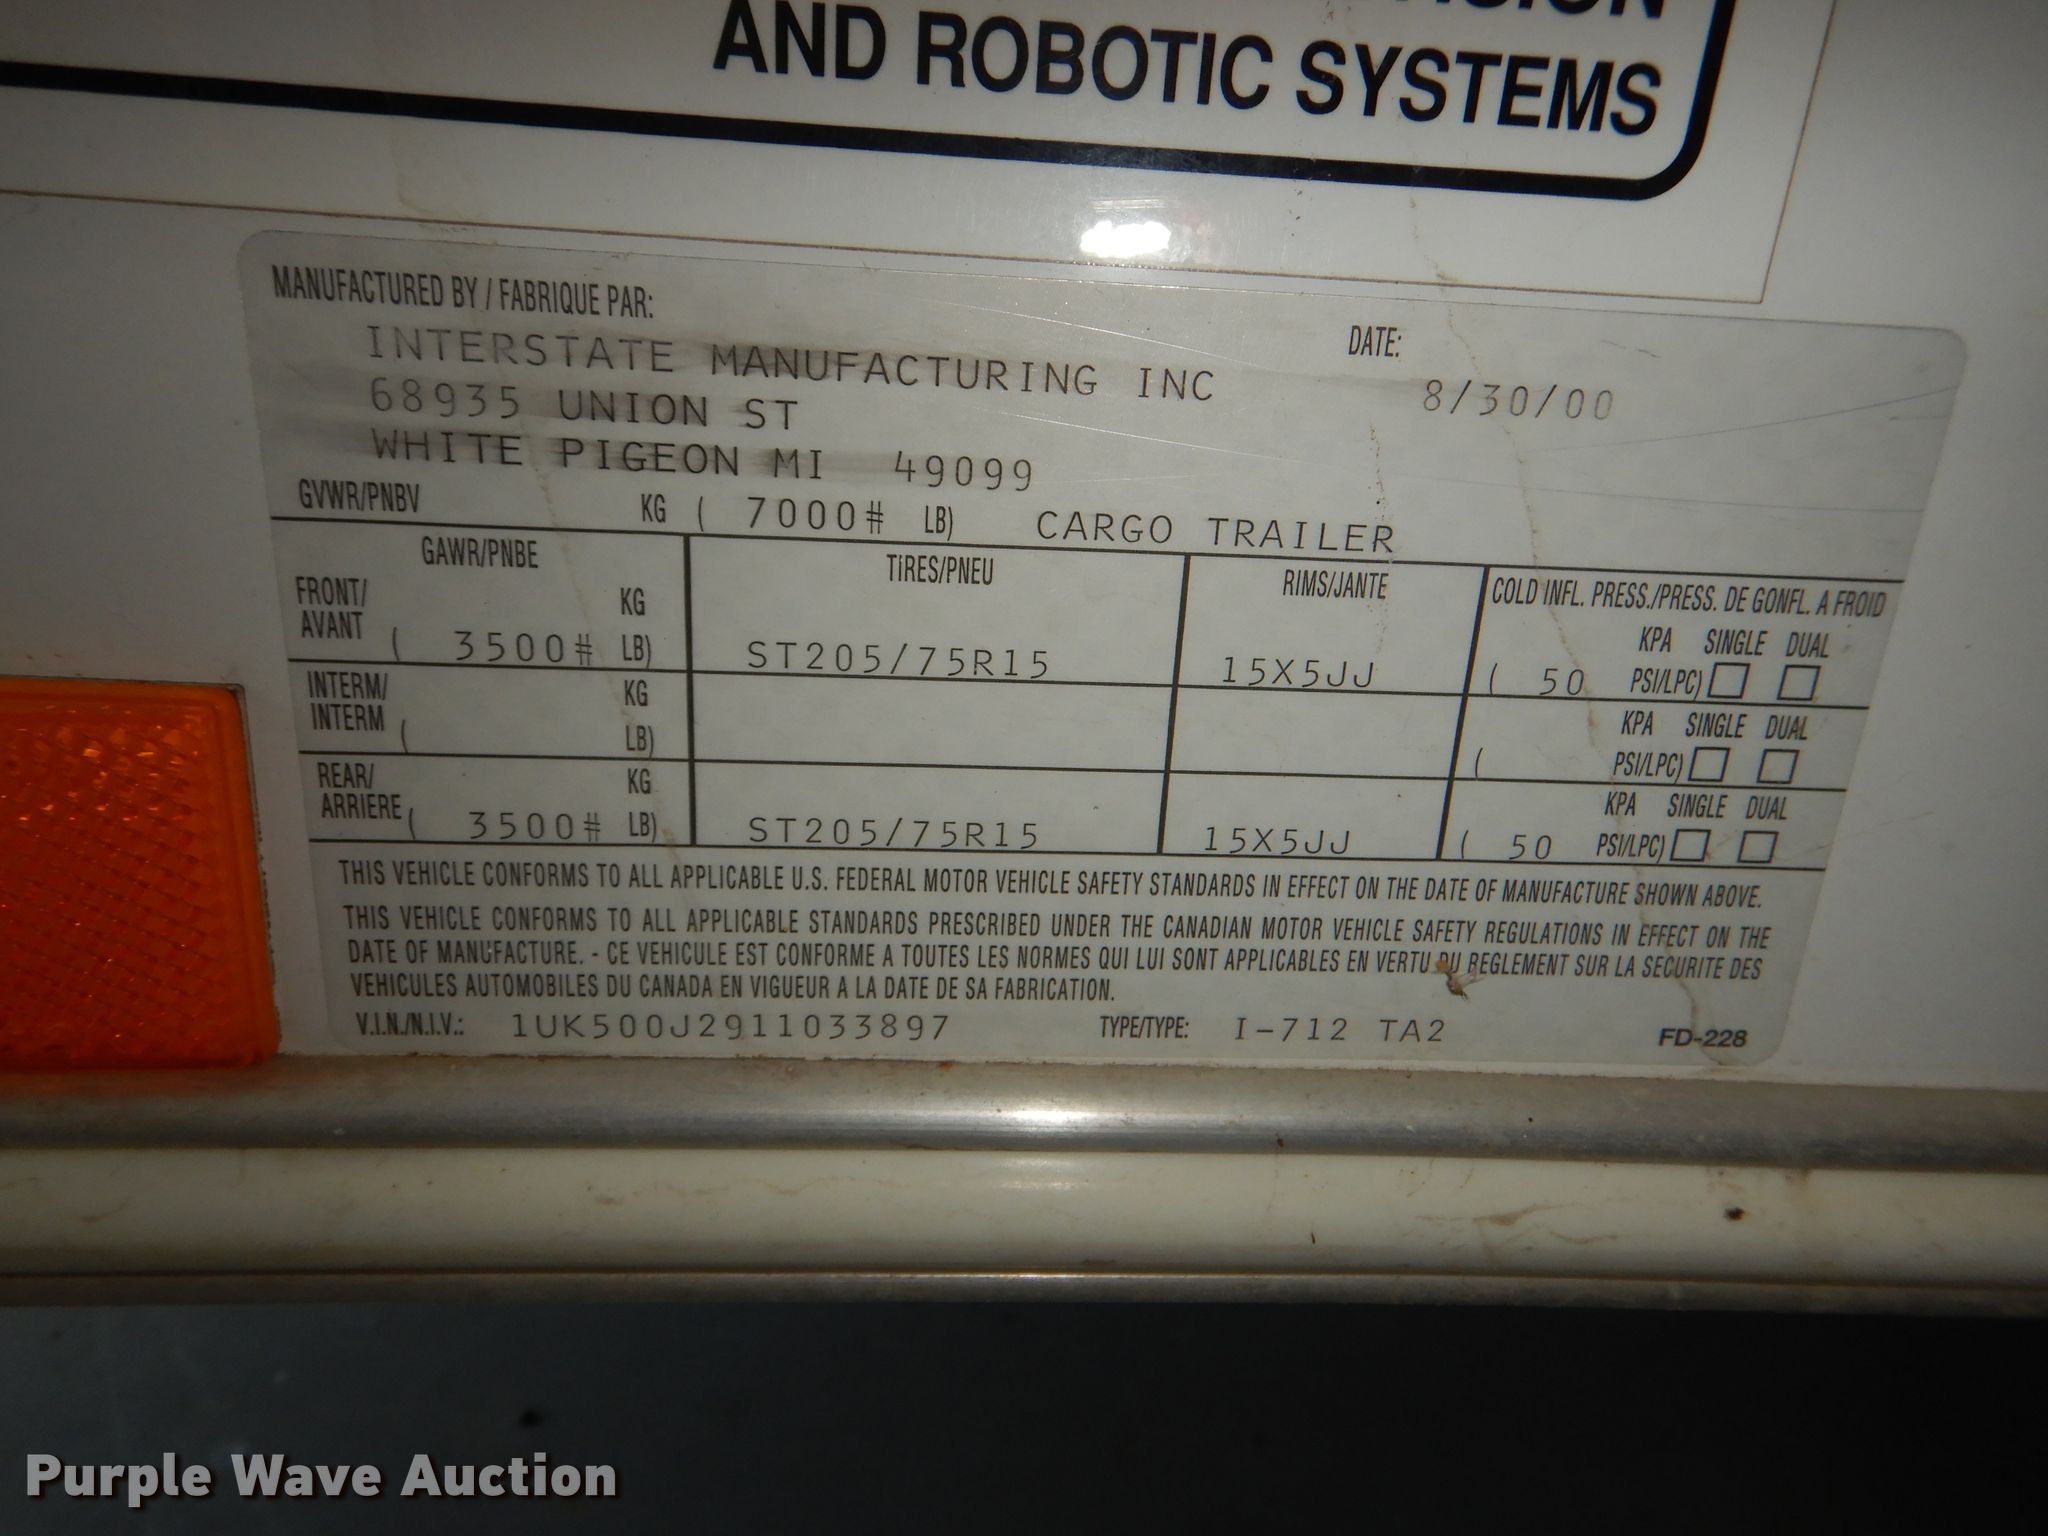 AND ROBOTIC SYSTEMS
MANUFACTURED BY / FABRIQUE PAR:
DATE:
INTERSTATE MANUFACTURING INC
8/30/00
68935 UNION ST
WHITE PIGEON MI 49099
GVWR/PNBV KG ( 7000# LB) CARGO TRAILER
GAWR/PNBE TIRES/PNEU RIMS/JANTE COLD INFL. PRESS./PRESS. DE GONFL. A FROID
FRONT/ KG KPA SINGLE DUAL
AVANT ( 3500# LB) ST205/75R15 15X5JJ ( 50 PSI/LPC)
INTERM/ KG KPA SINGLE DUAL
INTERM ( LB) ( PSI/LPC)
REAR/ KG KPA SINGLE DUAL
ARRIERE ( 3500# LB) ST205/75R15 15X5JJ ( 50 PSI/LPC)
THIS VEHICLE CONFORMS TO ALL APPLICABLE U.S. FEDERAL MOTOR VEHICLE SAFETY STANDARDS IN EFFECT ON THE DATE OF MANUFACTURE SHOWN ABOVE.
THIS VEHICLE CONFORMS TO ALL APPLICABLE STANDARDS PRESCRIBED UNDER THE CANADIAN MOTOR VEHICLE SAFETY REGULATIONS IN EFFECT ON THE
DATE OF MANUFACTURE. - CE VEHICULE EST CONFORME A TOUTES LES NORMES QUI LUI SONT APPLICABLES EN VERTU DU REGLEMENT SUR LA SECURITE DES
VEHICULES AUTOMOBILES DU CANADA EN VIGUEUR A LA DATE DE SA FABRICATION.
V.I.N./N.I.V.: 1UK500J2911033897 TYPE/TYPE: I-712 TA2 FD-228
Purple Wave Auction